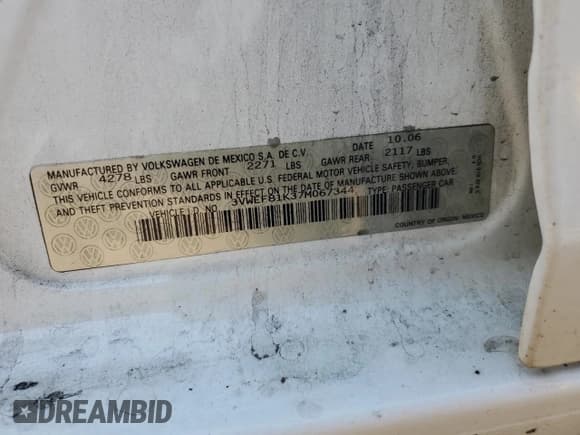 MANUFACTURED BY VOLKSWAGEN DE MEXICO S.A. DE C.V. DATE 10.06
GVWR 4278 LBS GAWR FRONT 2271 LBS GAWR REAR 2117 LBS
THIS VEHICLE CONFORMS TO ALL APPLICABLE U.S. FEDERAL MOTOR VEHICLE SAFETY, BUMPER,
AND THEFT PREVENTION STANDARDS IN EFFECT ON THE DATE OF MANUFACTURE SHOWN ABOVE.
VEHICLE I.D. NO. 3VWEF81K37M067344 TYPE: PASSENGER CAR
COUNTRY OF ORIGIN: MEXICO
DREAMBID